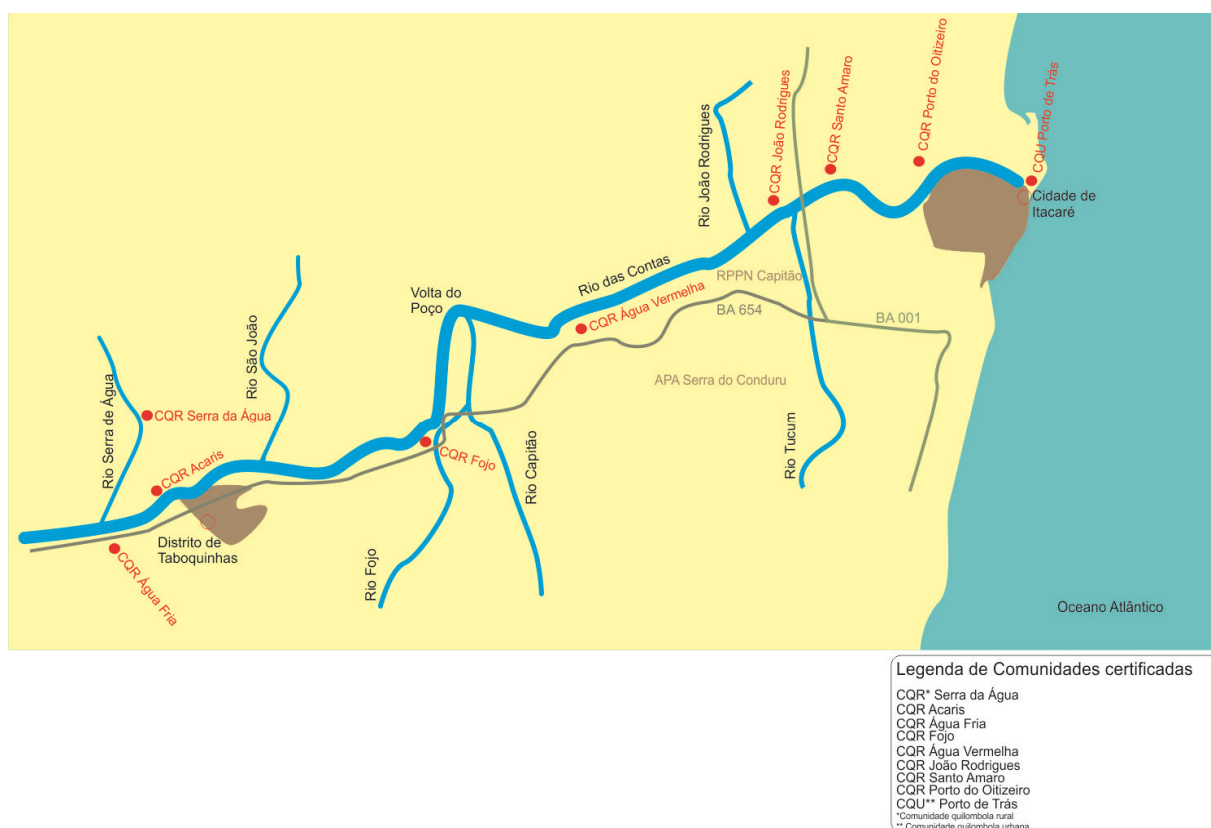 CQR Porto do Oitizeiro
CQR Santo Amaro
CQR João Rodrigues
CQU Porto de Trás
Rio João Rodrigues
Cidade de
Itacaré
Rio das Contas
RPPN Capitão
Volta do
Poço
CQR Água Vermelha
BA 654
BA 001
Rio São João
Rio Serra de Água
APA Serra do Conduru
CQR Serra da Água
Rio Tucum
CQR Acaris
CQR Fojo
Rio Capitão
Distrito de
Taboquinhas
CQR Água Fria
Rio Fojo
Oceano Atlântico
Legenda de Comunidades certificadas
CQR* Serra da Água
CQR Acaris
CQR Água Fria
CQR Fojo
CQR Água Vermelha
CQR João Rodrigues
CQR Santo Amaro
CQR Porto do Oitizeiro
CQU** Porto de Trás
*Comunidade quilombola rural
** Comunidade quilombola urbana